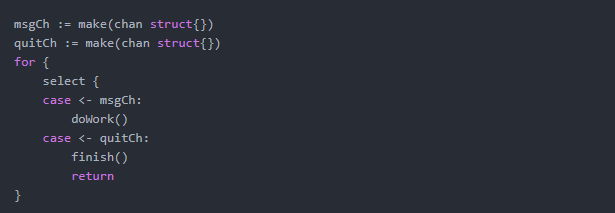 msgCh := make(chan struct{})
quitCh := make(chan struct{})
for {
    select {
    case <- msgCh:
        doWork()
    case <- quitCh:
        finish()
        return
}